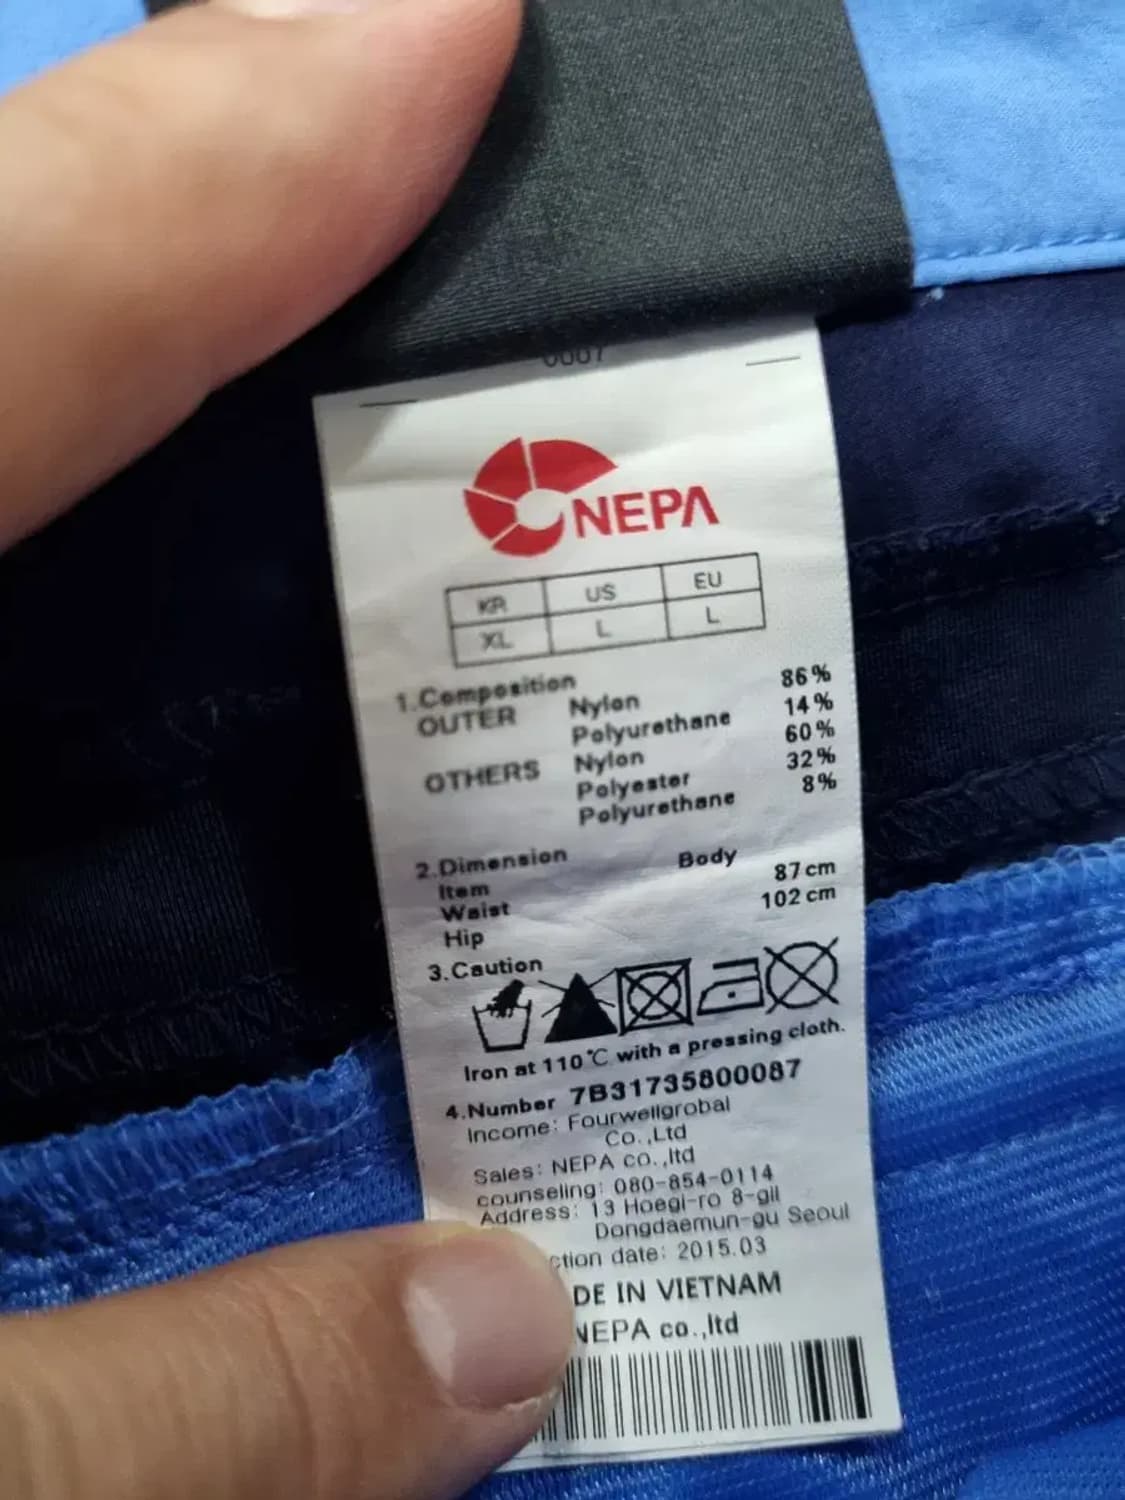 0007
NEPA
KR US EU
XL L L
1.Composition
OUTER Nylon 86%
Polyurethane 14%
OTHERS Nylon 60%
Polyester 32%
Polyurethane 8%
2.Dimension
Item Body
Waist 87cm
Hip 102cm
3.Caution
Iron at 110℃ with a pressing cloth.
4.Number 7B31735800087
Income: Fourwellgrobal
Co.,Ltd
Sales: NEPA co.,ltd
counseling: 080-854-0114
Address: 13 Hoegi-ro 8-gil
Dongdaemun-gu Seoul
ction date: 2015.03
DE IN VIETNAM
NEPA co.,ltd